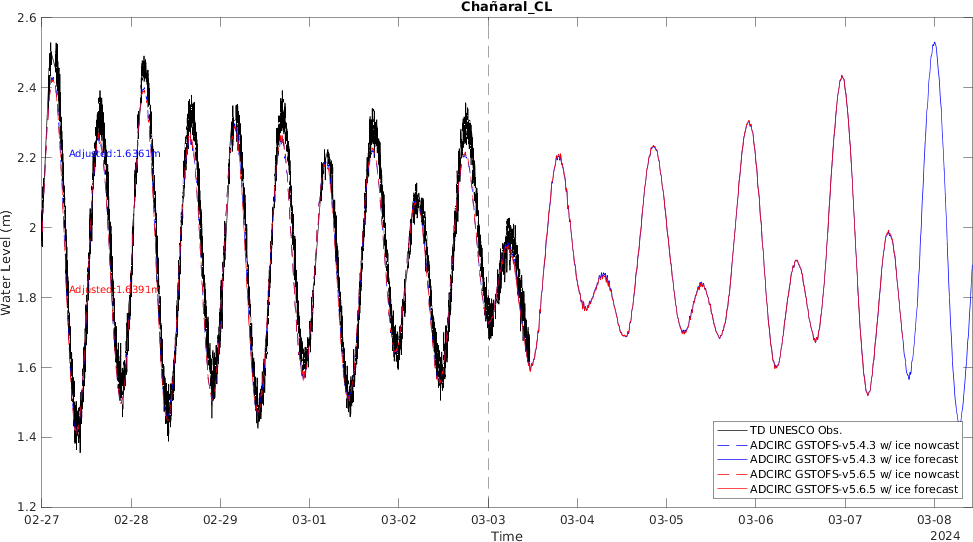 Chañaral_CL
2.6
2.4
2.2
2
1.8
1.6
1.4
1.2
Water Level (m)
Adjusted:1.6361m
Adjusted:1.6391m
TD UNESCO Obs.
ADCIRC GSTOFS-v5.4.3 w/ ice nowcast
ADCIRC GSTOFS-v5.4.3 w/ ice forecast
ADCIRC GSTOFS-v5.6.5 w/ ice nowcast
ADCIRC GSTOFS-v5.6.5 w/ ice forecast
02-27 02-28 02-29 03-01 03-02 03-03 03-04 03-05 03-06 03-07 03-08
Time
2024